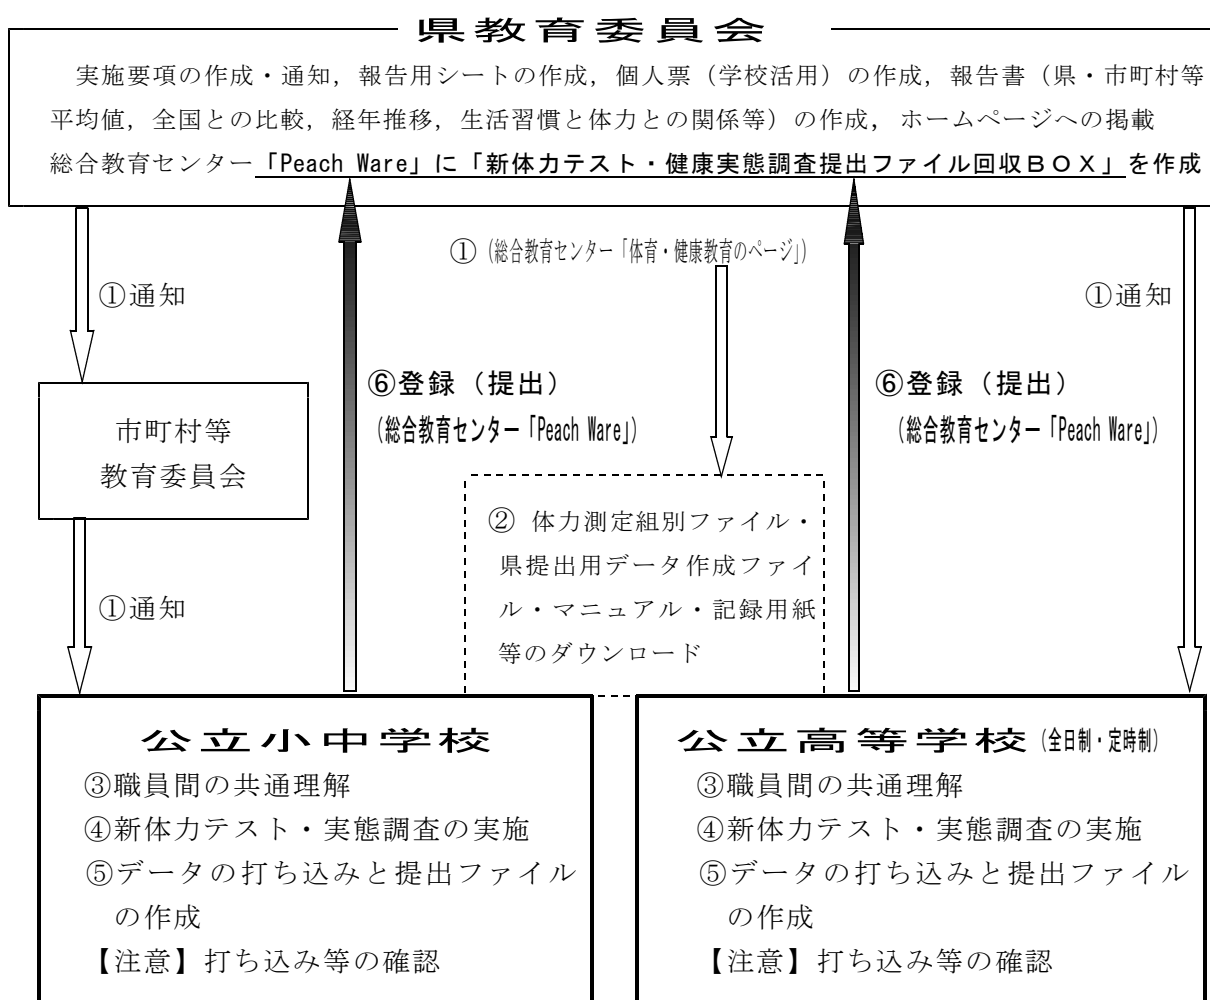 県教育委員会
実施要項の作成・通知，報告用シートの作成，個人票（学校活用）の作成，報告書（県・市町村等
平均値，全国との比較，経年推移，生活習慣と体力との関係等）の作成，ホームページへの掲載
総合教育センター「Peach Ware」に「新体力テスト・健康実態調査提出ファイル回収ＢＯＸ」を作成
①（総合教育センター「体育・健康教育のページ」）
①通知
①通知
⑥登録（提出）
（総合教育センター「Peach Ware」）
⑥登録（提出）
（総合教育センター「Peach Ware」）
市町村等
教育委員会
② 体力測定組別ファイル・
県提出用データ作成ファイ
ル・マニュアル・記録用紙
等のダウンロード
①通知
公立小中学校
③職員間の共通理解
④新体力テスト・実態調査の実施
⑤データの打ち込みと提出ファイル
の作成
【注意】打ち込み等の確認
公立高等学校（全日制・定時制）
③職員間の共通理解
④新体力テスト・実態調査の実施
⑤データの打ち込みと提出ファイル
の作成
【注意】打ち込み等の確認